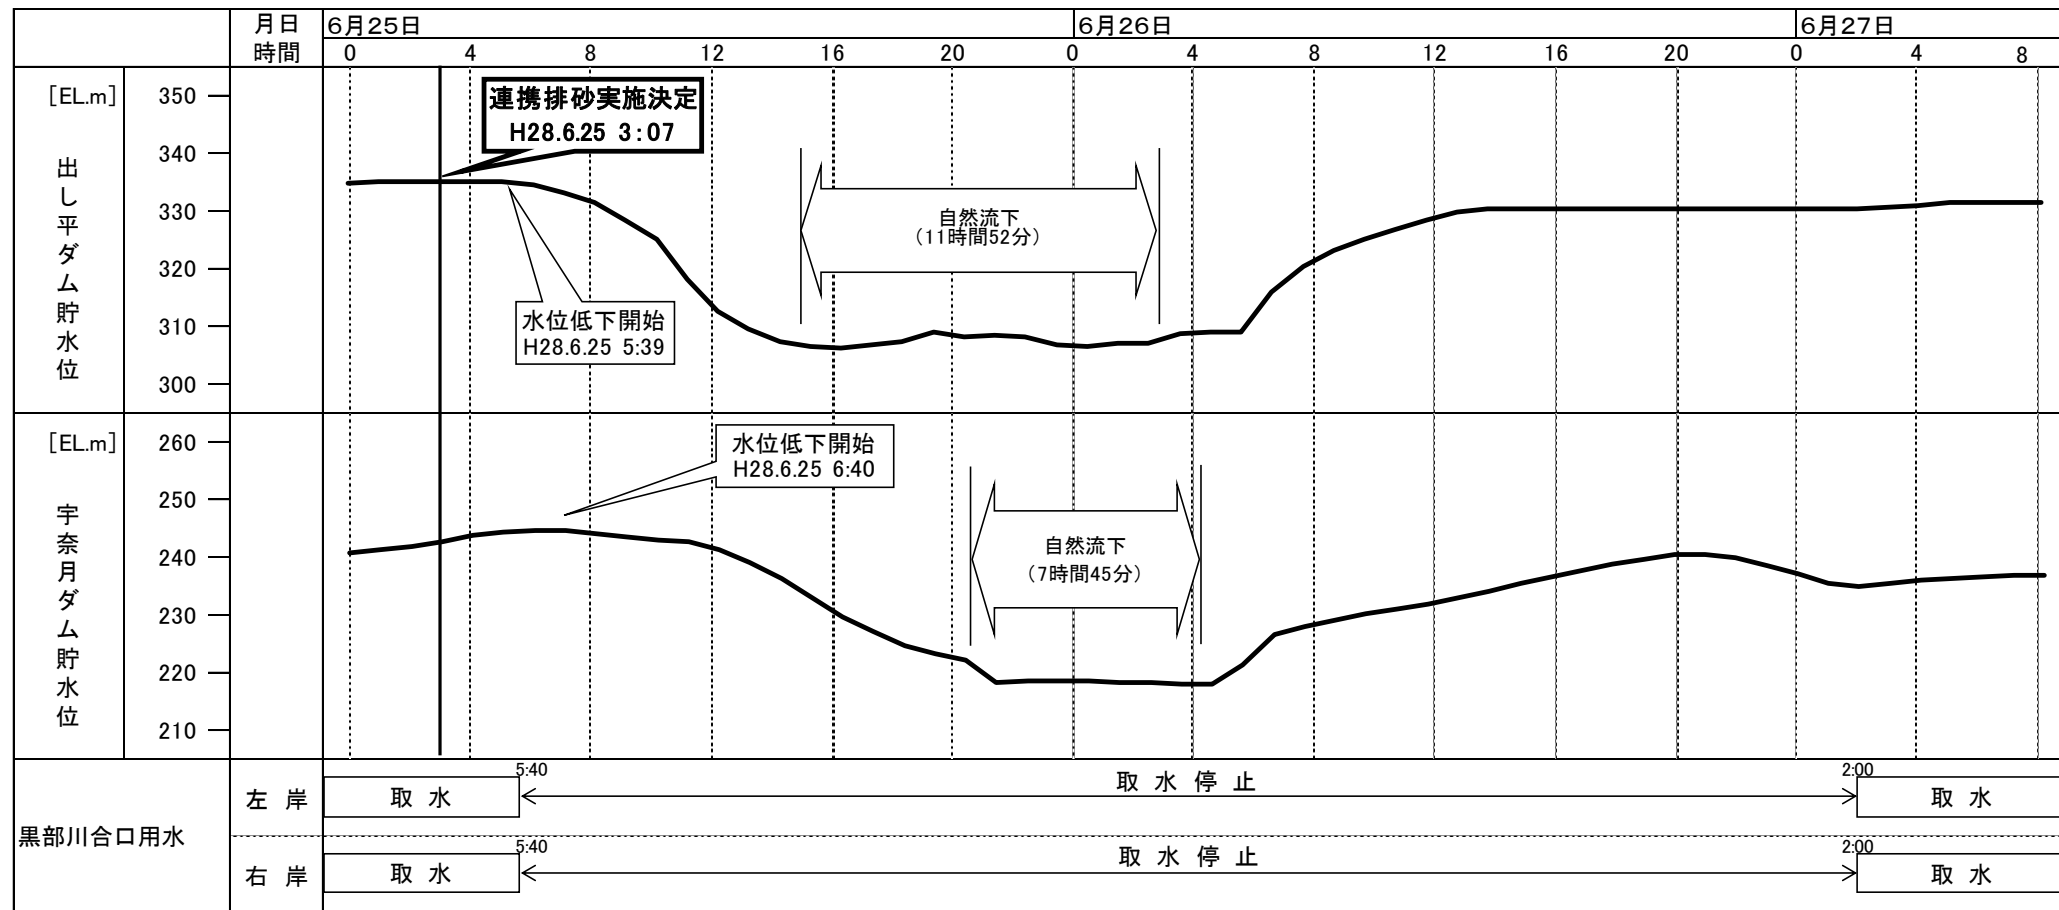 月日 6月25日 6月26日 6月27日
時間 0 4 8 12 16 20 0 4 8 12 16 20 0 4 8
[EL.m]
出し平ダム貯水位
350
340
330
320
310
300
連携排砂実施決定
H28.6.25 3:07
水位低下開始
H28.6.25 5:39
自然流下
（11時間52分）
[EL.m]
宇奈月ダム貯水位
260
250
240
230
220
210
水位低下開始
H28.6.25 6:40
自然流下
（7時間45分）
黒部川合口用水
左岸
取水
5:40
取水停止
2:00
取水
右岸
取水
5:40
取水停止
2:00
取水